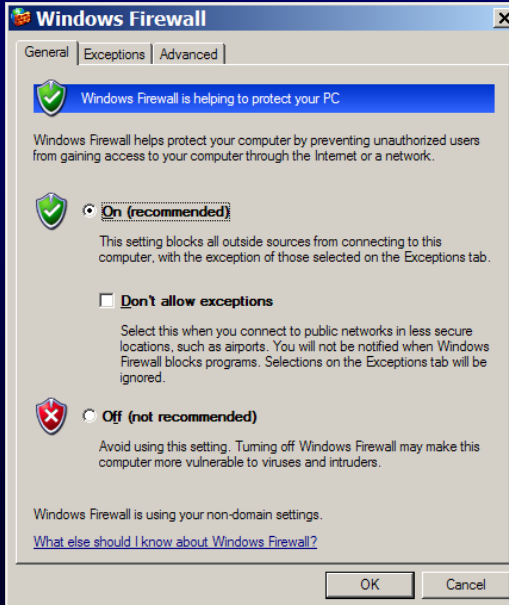 Windows Firewall
General Exceptions Advanced
Windows Firewall is helping to protect your PC
Windows Firewall helps protect your computer by preventing unauthorized users
from gaining access to your computer through the Internet or a network.
On (recommended)
This setting blocks all outside sources from connecting to this
computer, with the exception of those selected on the Exceptions tab.
Don't allow exceptions
Select this when you connect to public networks in less secure
locations, such as airports. You will not be notified when Windows
Firewall blocks programs. Selections on the Exceptions tab will be
ignored.
Off (not recommended)
Avoid using this setting. Turning off Windows Firewall may make this
computer more vulnerable to viruses and intruders.
Windows Firewall is using your non-domain settings.
What else should I know about Windows Firewall?
OK Cancel